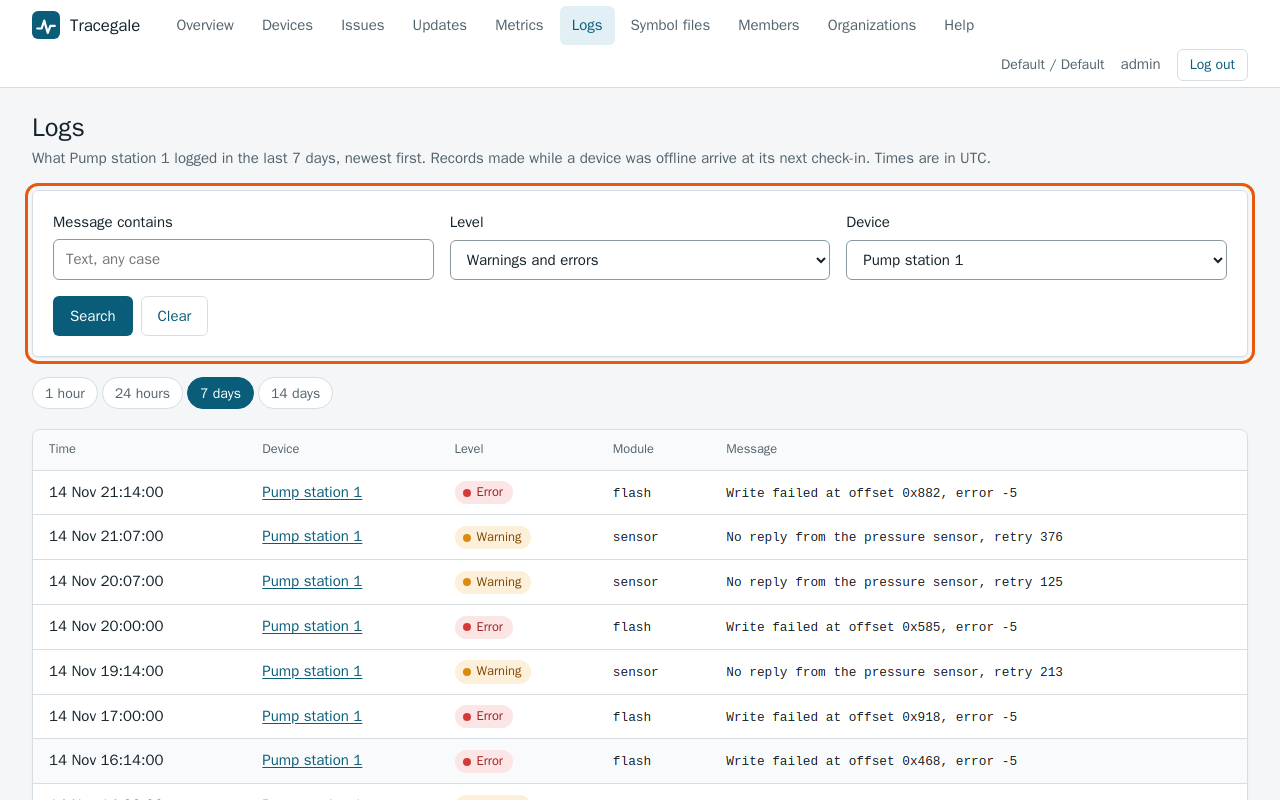 Tracegale Overview Devices Issues Updates Metrics Logs Symbol files Members Organizations Help
Default / Default admin Log out
Logs
What Pump station 1 logged in the last 7 days, newest first. Records made while a device was offline arrive at its next check-in. Times are in UTC.
Message contains Level Device
Text, any case Warnings and errors Pump station 1
Search Clear
1 hour 24 hours 7 days 14 days
Time Device Level Module Message
14 Nov 21:14:00 Pump station 1 Error flash Write failed at offset 0x882, error -5
14 Nov 21:07:00 Pump station 1 Warning sensor No reply from the pressure sensor, retry 376
14 Nov 20:07:00 Pump station 1 Warning sensor No reply from the pressure sensor, retry 125
14 Nov 20:00:00 Pump station 1 Error flash Write failed at offset 0x585, error -5
14 Nov 19:14:00 Pump station 1 Warning sensor No reply from the pressure sensor, retry 213
14 Nov 17:00:00 Pump station 1 Error flash Write failed at offset 0x918, error -5
14 Nov 16:14:00 Pump station 1 Error flash Write failed at offset 0x468, error -5